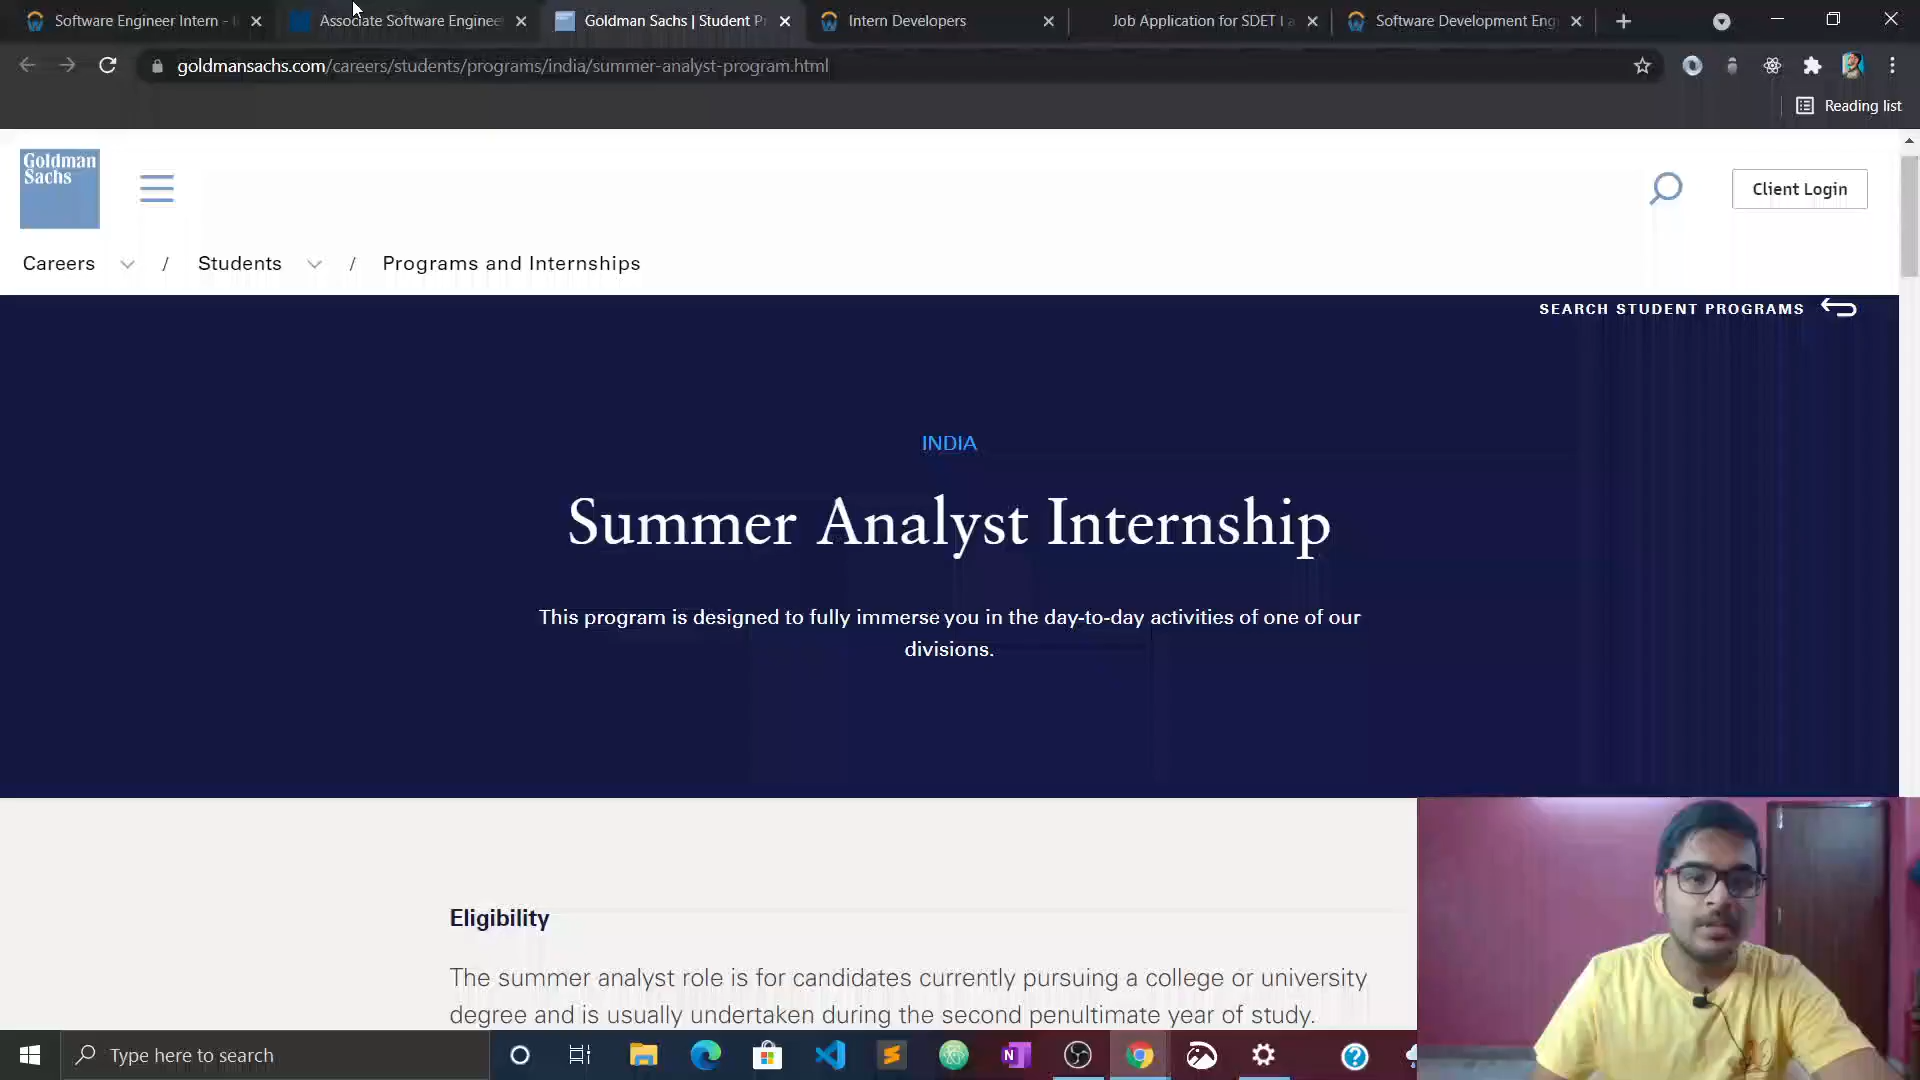 Software Engineer Intern -
Associate Software Enginee
Goldman Sachs | Student P
Intern Developers
Job Application for SDET I a
Software Development Eng
goldmansachs.com/careers/students/programs/india/summer-analyst-program.html
Reading list
Goldman
Sachs
Client Login
Careers / Students / Programs and Internships
SEARCH STUDENT PROGRAMS
INDIA
Summer Analyst Internship
This program is designed to fully immerse you in the day-to-day activities of one of our
divisions.
Eligibility
The summer analyst role is for candidates currently pursuing a college or university
degree and is usually undertaken during the second penultimate year of study.
Type here to search